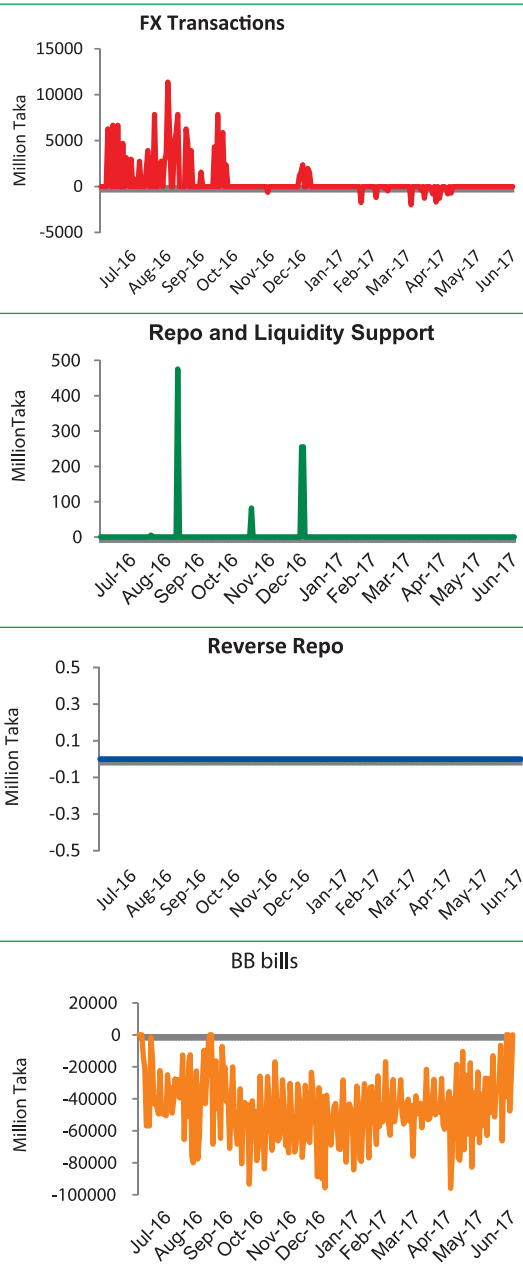 FX Transactions
Million Taka
15000
10000
5000
0
-5000
Jul-16 Aug-16 Sep-16 Oct-16 Nov-16 Dec-16 Jan-17 Feb-17 Mar-17 Apr-17 May-17 Jun-17
Repo and Liquidity Support
MillionTaka
500
400
300
200
100
0
Jul-16 Aug-16 Sep-16 Oct-16 Nov-16 Dec-16 Jan-17 Feb-17 Mar-17 Apr-17 May-17 Jun-17
Reverse Repo
Million Taka
0.5
0.3
0.1
-0.1
-0.3
-0.5
Jul-16 Aug-16 Sep-16 Oct-16 Nov-16 Dec-16 Jan-17 Feb-17 Mar-17 Apr-17 May-17 Jun-17
BB bills
Million Taka
20000
0
-20000
-40000
-60000
-80000
-100000
Jul-16 Aug-16 Sep-16 Oct-16 Nov-16 Dec-16 Jan-17 Feb-17 Mar-17 Apr-17 May-17 Jun-17